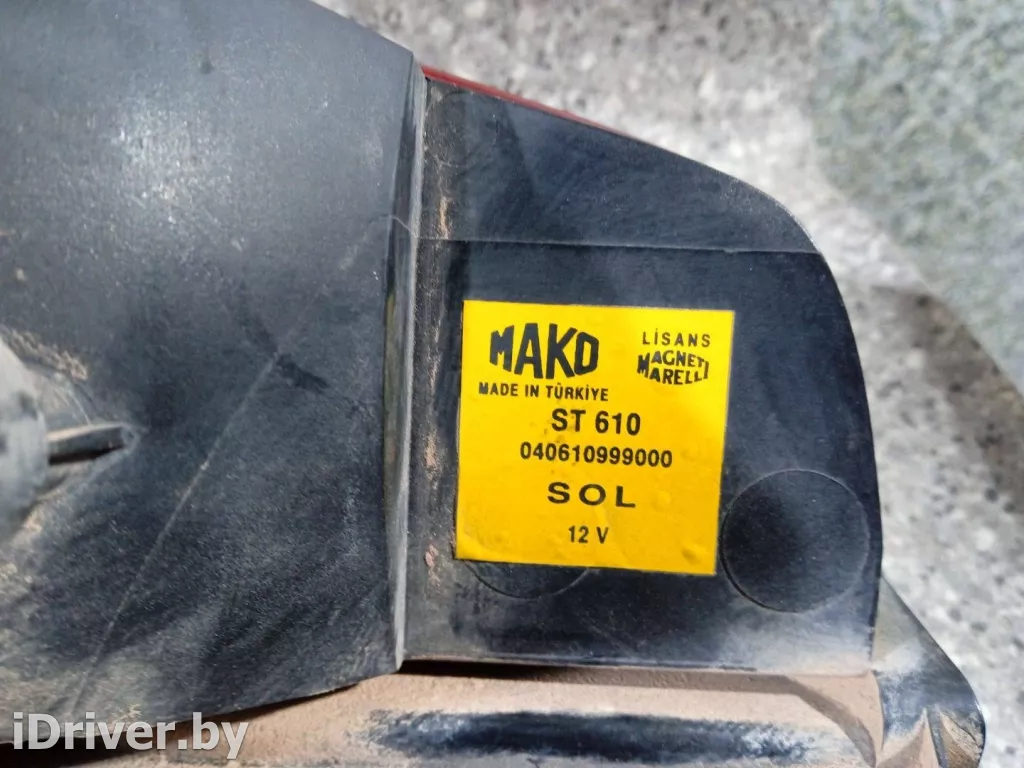 MAKO
MADE IN TÜRKİYE
LİSANS
MAGNETI
MARELLI
ST 610
040610999000
SOL
12 V
iDriver.by